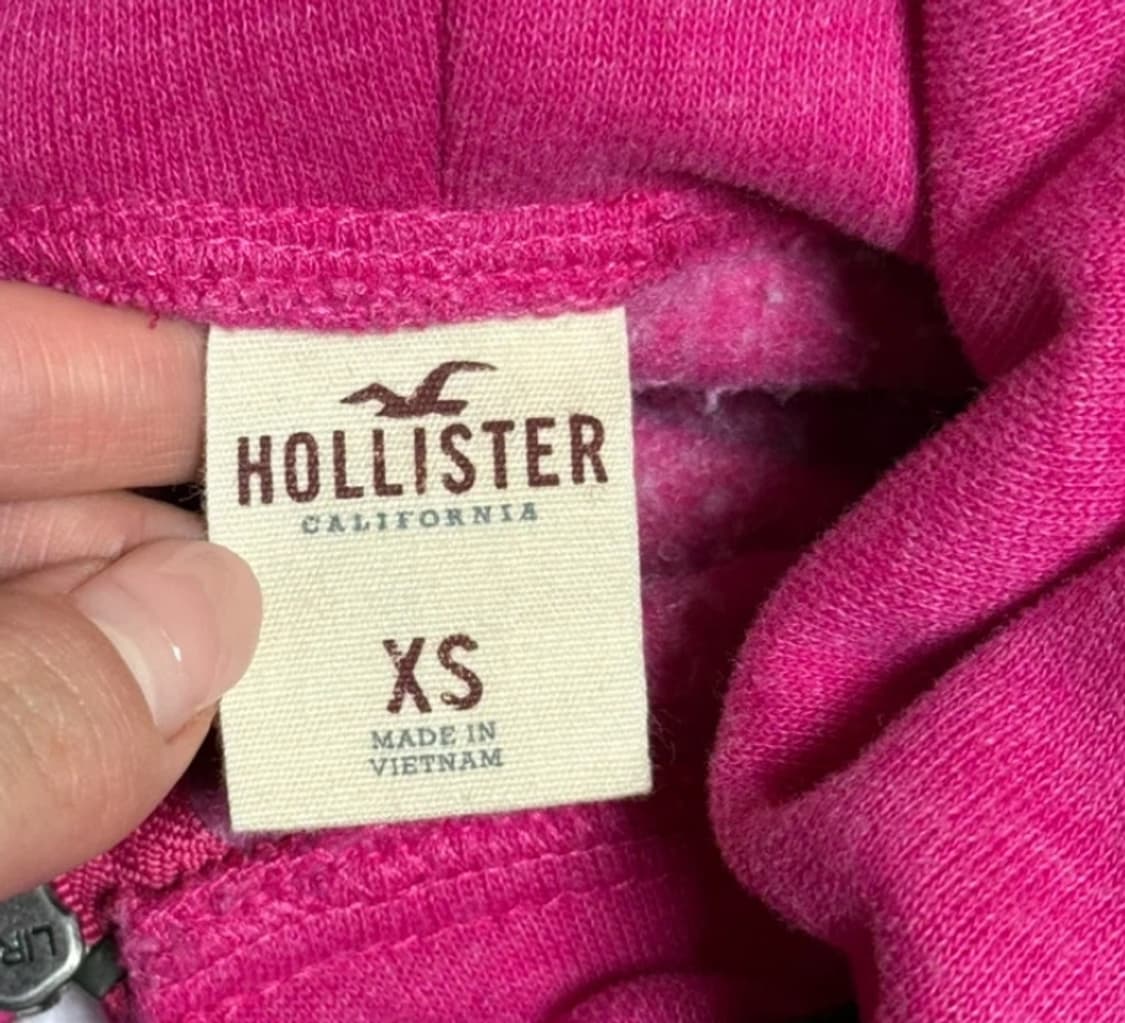 HOLLISTER
CALIFORNIA
XS
MADE IN
VIETNAM